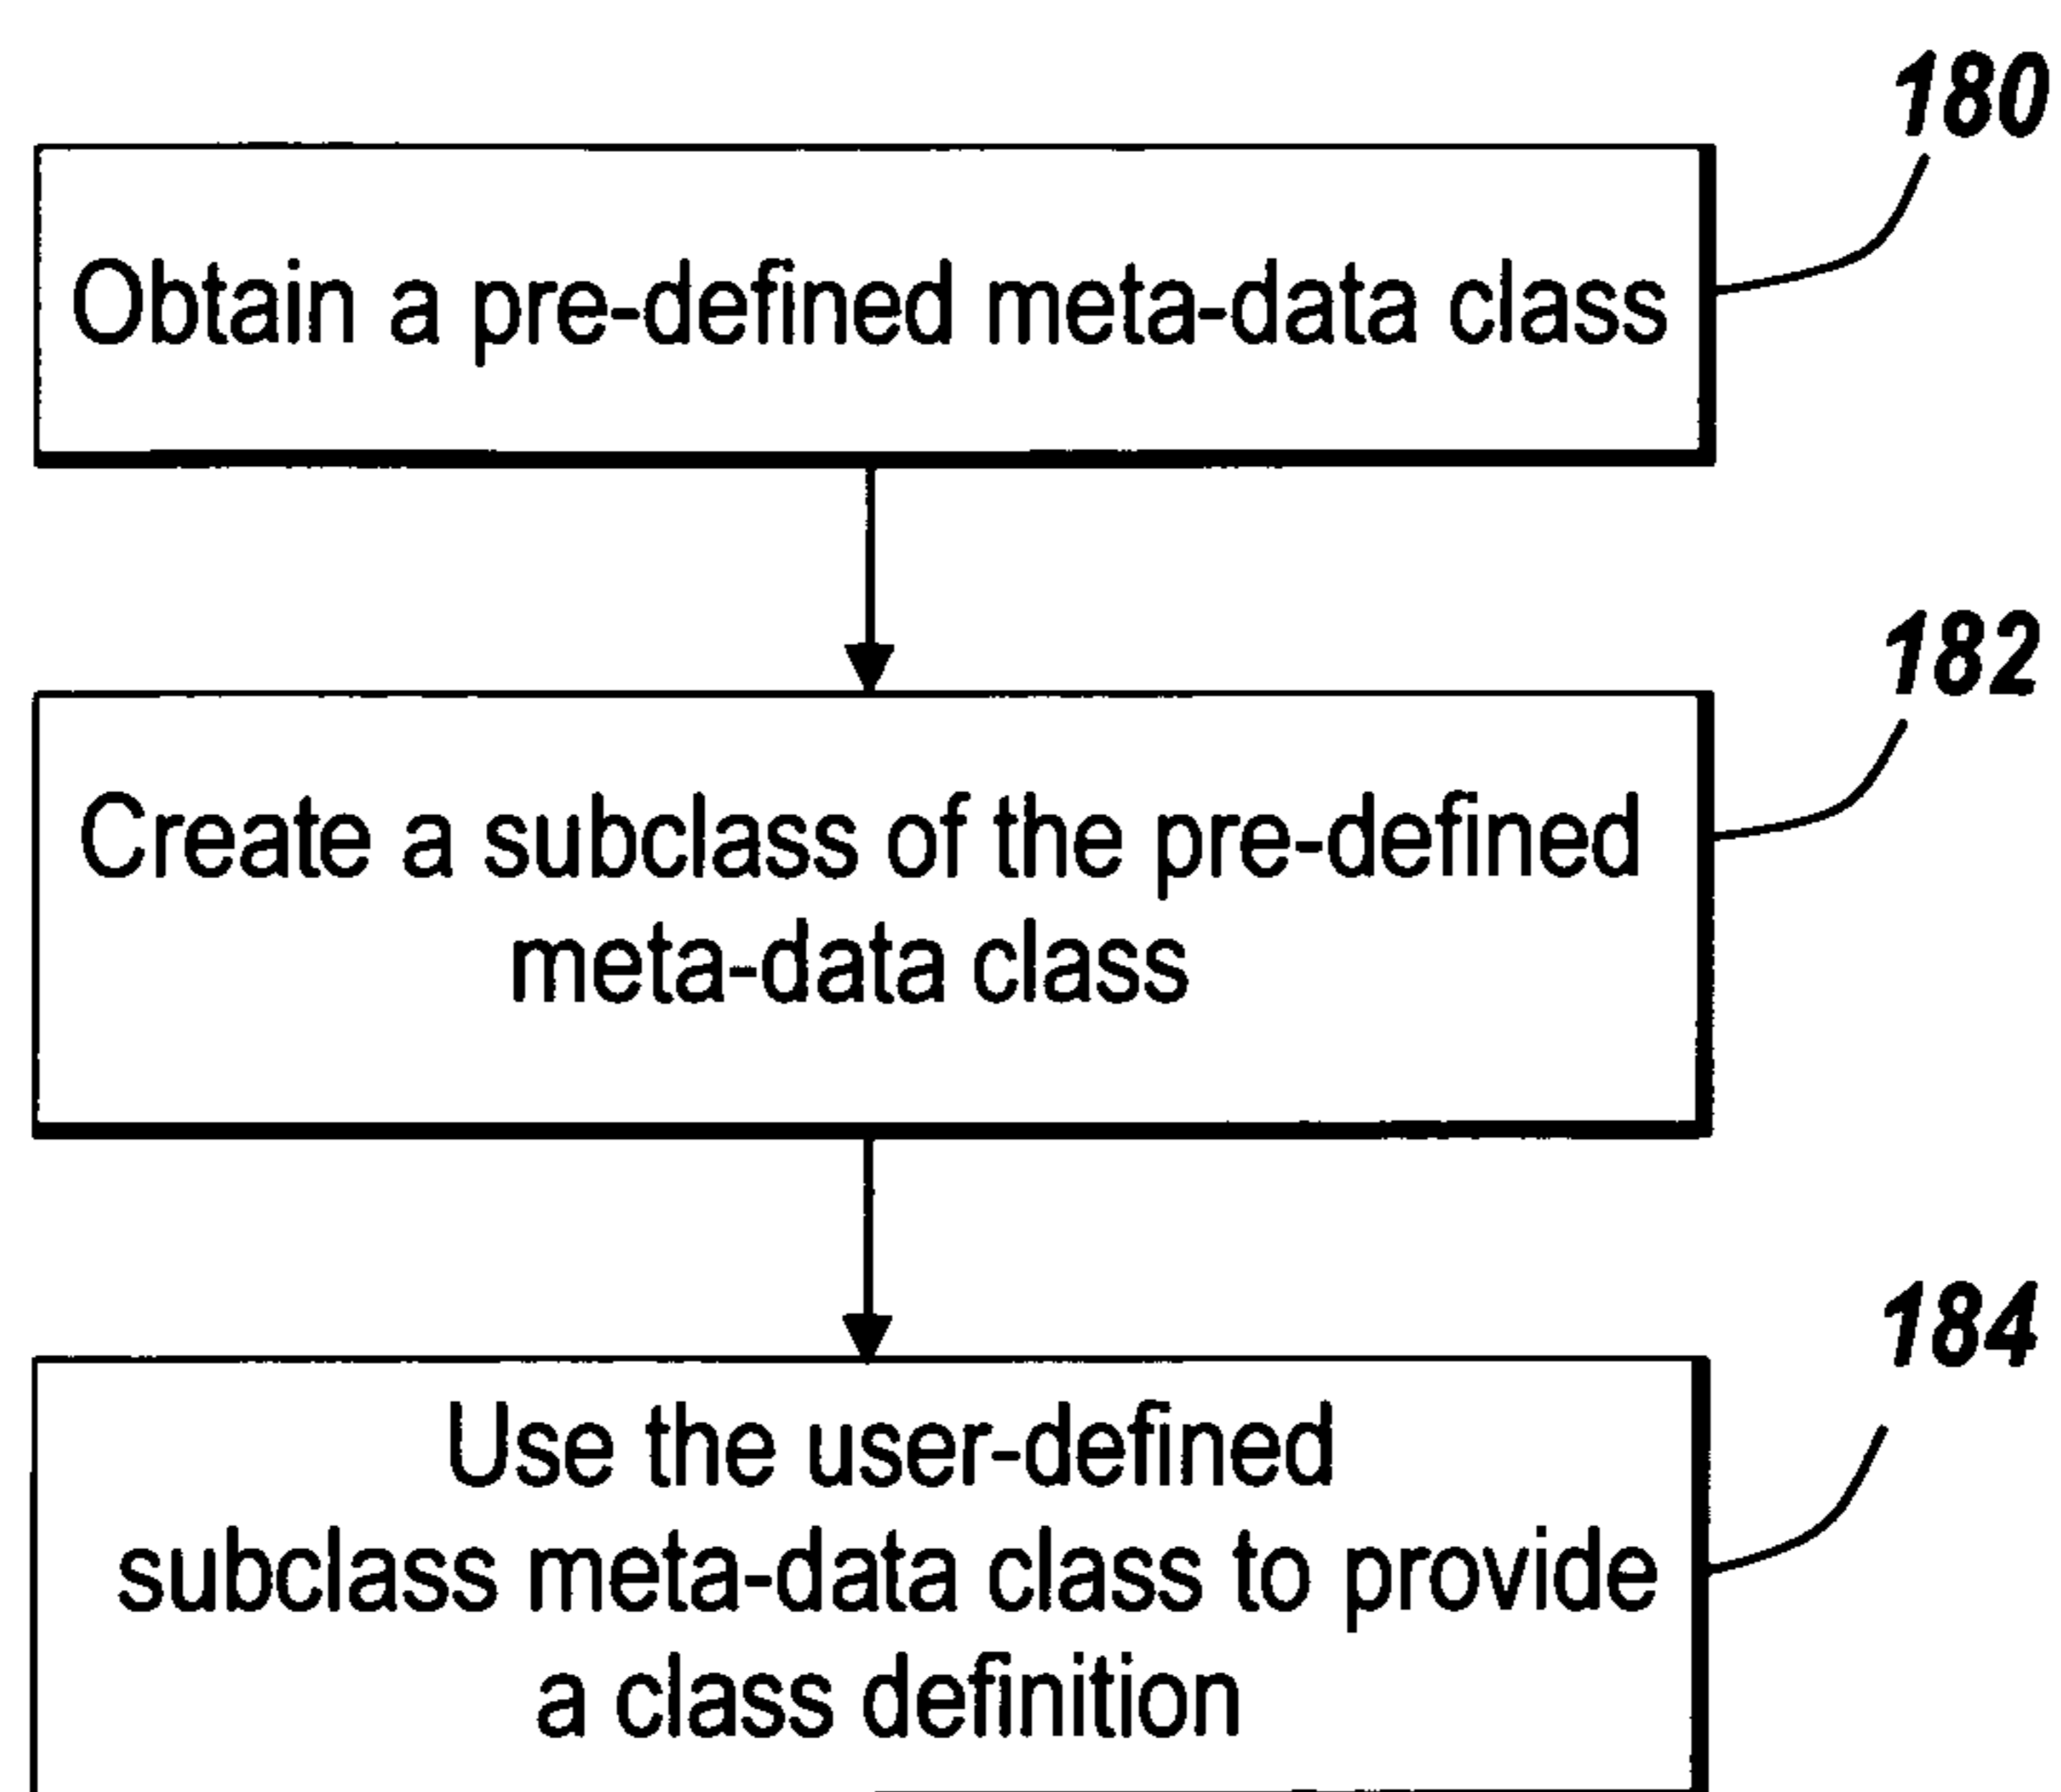 180
Obtain a pre-defined meta-data class
182
Create a subclass of the pre-defined
meta-data class
184
Use the user-defined
subclass meta-data class to provide
a class definition